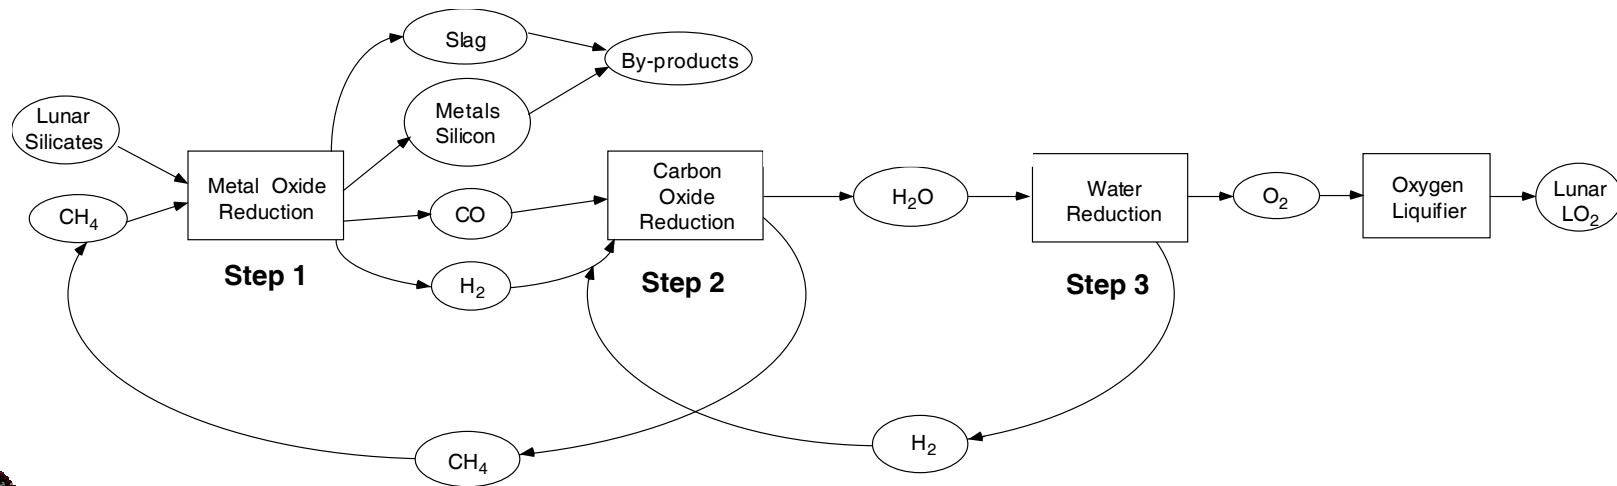 Slag
By-products
Lunar
Silicates
Metals
Silicon
Metal Oxide
Reduction
CH₄
CO
H₂
Step 1
Carbon
Oxide
Reduction
Step 2
H₂O
Water
Reduction
Step 3
O₂
Oxygen
Liquifier
Lunar
LO₂
CH₄
H₂